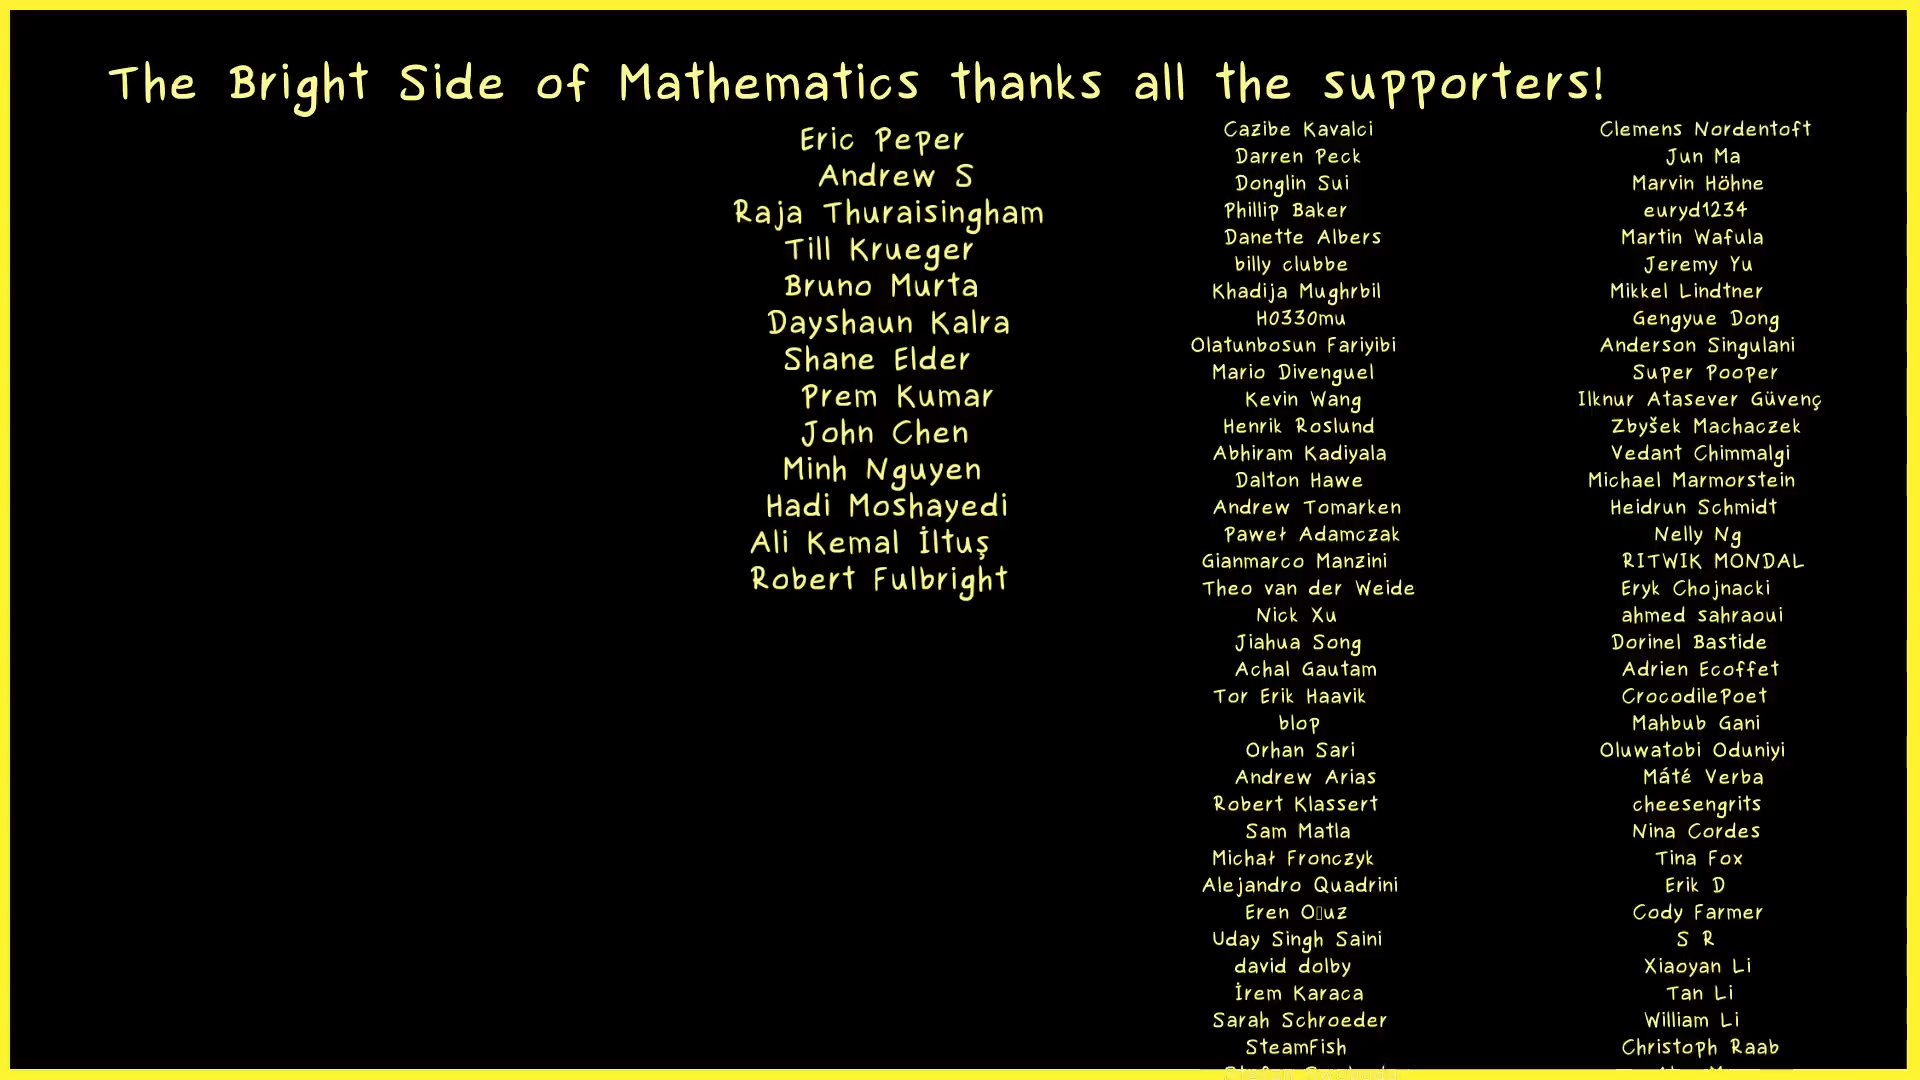 The Bright Side of Mathematics thanks all the supporters!
Eric Peper
Andrew S
Raja Thuraisingham
Till Krueger
Bruno Murta
Dayshaun Kalra
Shane Elder
Prem Kumar
John Chen
Minh Nguyen
Hadi Moshayedi
Ali Kemal İltuş
Robert Fulbright
Cazibe Kavalci
Darren Peck
Donglin Sui
Phillip Baker
Danette Albers
billy clubbe
Khadija Mughrbil
H0330mu
Olatunbosun Fariyibi
Mario Divenguel
Kevin Wang
Henrik Roslund
Abhiram Kadiyala
Dalton Hawe
Andrew Tomarken
Paweł Adamczak
Gianmarco Manzini
Theo van der Weide
Nick Xu
Jiahua Song
Achal Gautam
Tor Erik Haavik
blop
Orhan Sari
Andrew Arias
Robert Klassert
Sam Matla
Michał Fronczyk
Alejandro Quadrini
Eren O▯uz
Uday Singh Saini
david dolby
İrem Karaca
Sarah Schroeder
SteamFish
Clemens Nordentoft
Jun Ma
Marvin Höhne
euryd1234
Martin Wafula
Jeremy Yu
Mikkel Lindtner
Gengyue Dong
Anderson Singulani
Super Pooper
Ilknur Atasever Güvenç
Zbyšek Machaczek
Vedant Chimmalgi
Michael Marmorstein
Heidrun Schmidt
Nelly Ng
RITWIK MONDAL
Eryk Chojnacki
ahmed sahraoui
Dorinel Bastide
Adrien Ecoffet
CrocodilePoet
Mahbub Gani
Oluwatobi Oduniyi
Máté Verba
cheesengrits
Nina Cordes
Tina Fox
Erik D
Cody Farmer
S R
Xiaoyan Li
Tan Li
William Li
Christoph Raab